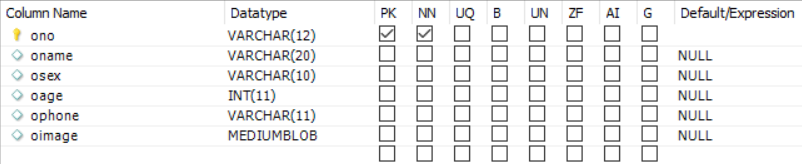 Column Name Datatype PK NN UQ B UN ZF AI G Default/Expression
ono VARCHAR(12)
oname VARCHAR(20) NULL
osex VARCHAR(10) NULL
oage INT(11) NULL
ophone VARCHAR(11) NULL
oimage MEDIUMBLOB NULL